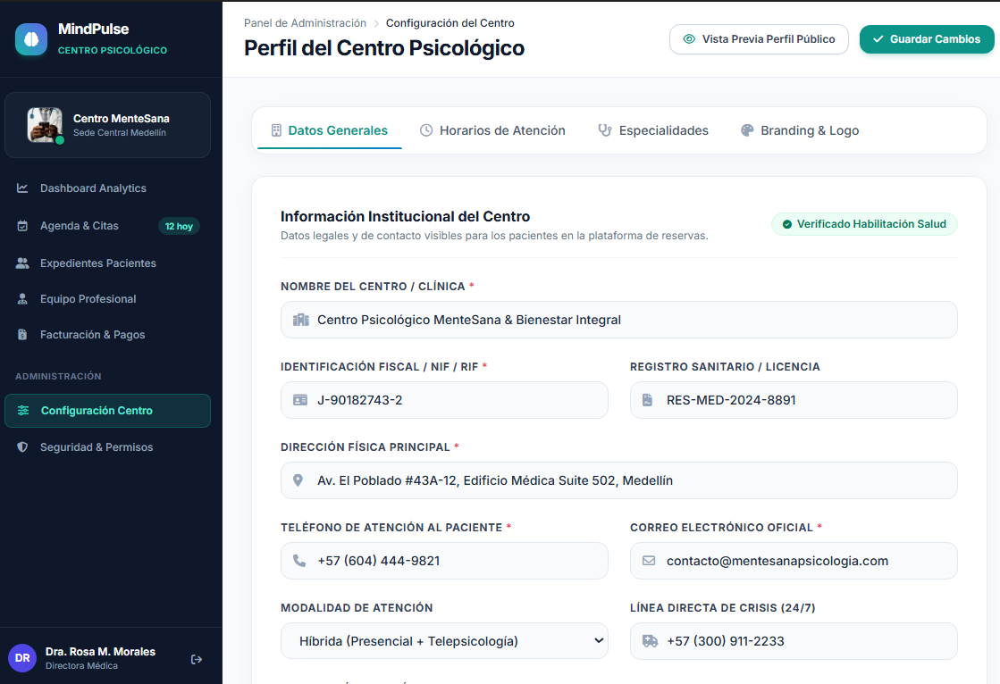 MindPulse
CENTRO PSICOLÓGICO
Centro MenteSana
Sede Central Medellín
Dashboard Analytics
Agenda & Citas 12 hoy
Expedientes Pacientes
Equipo Profesional
Facturación & Pagos
ADMINISTRACIÓN
Configuración Centro
Seguridad & Permisos
DR
Dra. Rosa M. Morales
Directora Médica
Panel de Administración > Configuración del Centro
Perfil del Centro Psicológico
Vista Previa Perfil Público
Guardar Cambios
Datos Generales
Horarios de Atención
Especialidades
Branding & Logo
Información Institucional del Centro
Datos legales y de contacto visibles para los pacientes en la plataforma de reservas.
Verificado Habilitación Salud
NOMBRE DEL CENTRO / CLÍNICA *
Centro Psicológico MenteSana & Bienestar Integral
IDENTIFICACIÓN FISCAL / NIF / RIF *
J-90182743-2
REGISTRO SANITARIO / LICENCIA
RES-MED-2024-8891
DIRECCIÓN FÍSICA PRINCIPAL *
Av. El Poblado #43A-12, Edificio Médica Suite 502, Medellín
TELÉFONO DE ATENCIÓN AL PACIENTE *
+57 (604) 444-9821
CORREO ELECTRÓNICO OFICIAL *
contacto@mentesanapsicologia.com
MODALIDAD DE ATENCIÓN
Híbrida (Presencial + Telepsicología)
LÍNEA DIRECTA DE CRISIS (24/7)
+57 (300) 911-2233